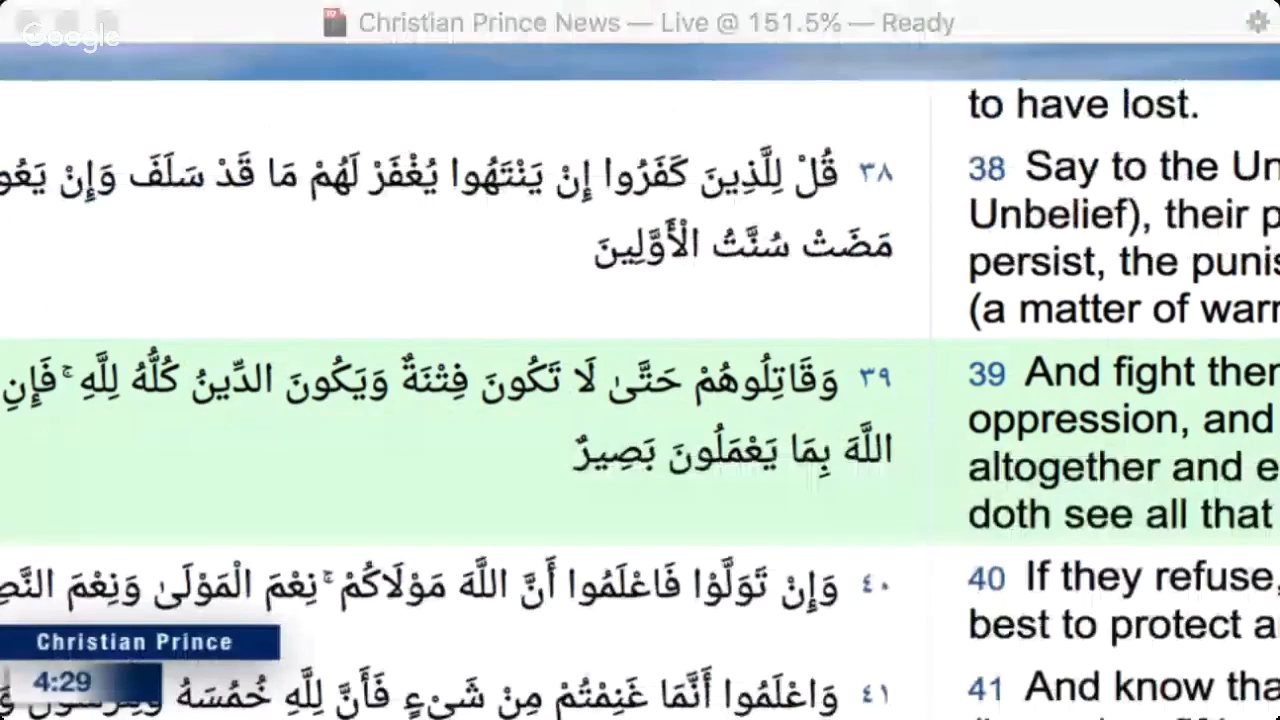 Christian Prince News — Live @ 151.5% — Ready
Google
to have lost.
٣٨ قُلْ لِلَّذِينَ كَفَرُوا إِنْ يَنْتَهُوا يُغْفَرْ لَهُمْ مَا قَدْ سَلَفَ وَإِنْ
مَضَتْ سُنَّتُ الْأَوَّلِينَ
38 Say to the Un
Unbelief), their p
persist, the punis
(a matter of warn
٣٩ وَقَاتِلُوهُمْ حَتَّىٰ لَا تَكُونَ فِتْنَةٌ وَيَكُونَ الدِّينُ كُلُّهُ لِلَّهِ ۚ فَإِنِ
اللَّهَ بِمَا يَعْمَلُونَ بَصِيرٌ
39 And fight then
oppression, and
altogether and e
doth see all that
٤٠ وَإِنْ تَوَلَّوْا فَاعْلَمُوا أَنَّ اللَّهَ مَوْلَاكُمْ ۚ نِعْمَ الْمَوْلَىٰ وَنِعْمَ
40 If they refuse,
best to protect a
٤١ وَاعْلَمُوا أَنَّمَا غَنِمْتُمْ مِنْ شَيْءٍ فَأَنَّ لِلَّهِ خُمُسَهُ
41 And know tha
Christian Prince
4:29